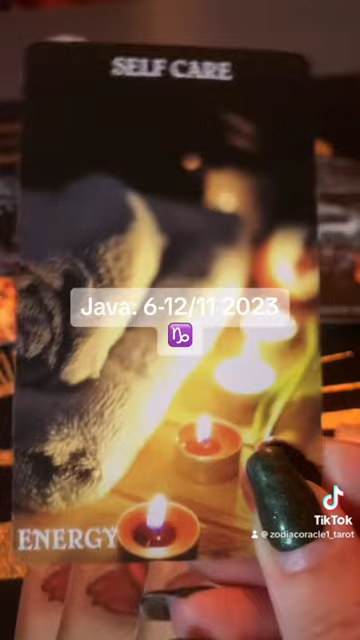 SELF CARE
Java: 6-12/11 2023
♑
ENERGY
TikTok
@zodiacoracle1_tarot